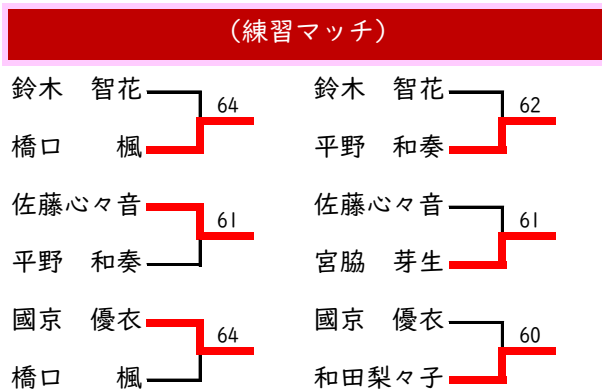 (練習マッチ)
鈴木 智花
64
橋口 楓
佐藤心々音
61
平野 和奏
國京 優衣
64
橋口 楓
鈴木 智花
62
平野 和奏
佐藤心々音
61
宮脇 芽生
國京 優衣
60
和田梨々子